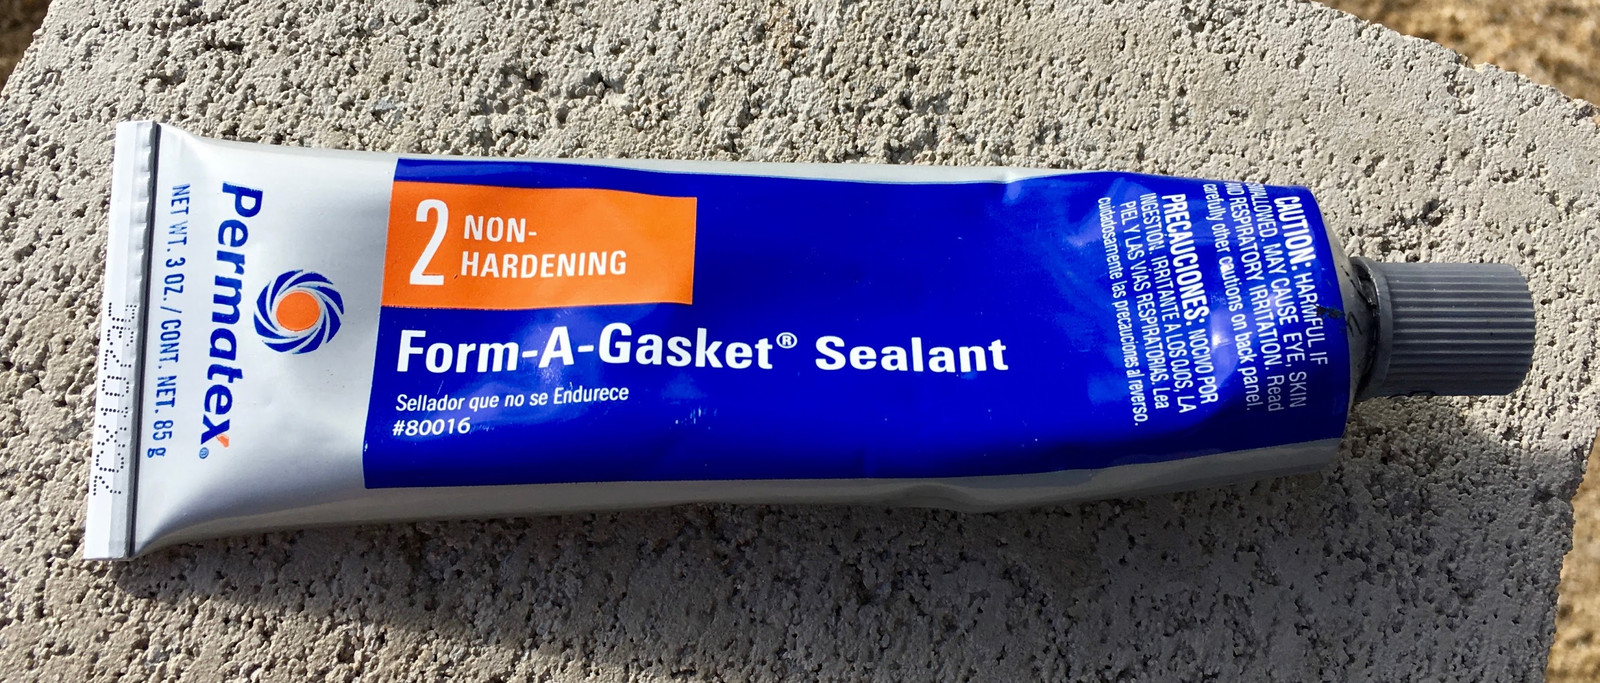 Permatex®
NET WT. 3 OZ. / CONT. NET. 85 g
2 NON-
HARDENING
Form-A-Gasket® Sealant
Sellador que no se Endurece
#80016
CAUTION: HARMFUL IF
SWALLOWED. MAY CAUSE EYE, SKIN
AND RESPIRATORY IRRITATION. Read
carefully other cautions on back panel.
PRECAUCIONES: NOCIVO POR
INGESTIÓN. IRRITANTE A LOS OJOS, LA
PIEL Y LAS VÍAS RESPIRATORIAS. Lea
cuidadosamente las precauciones al reverso.